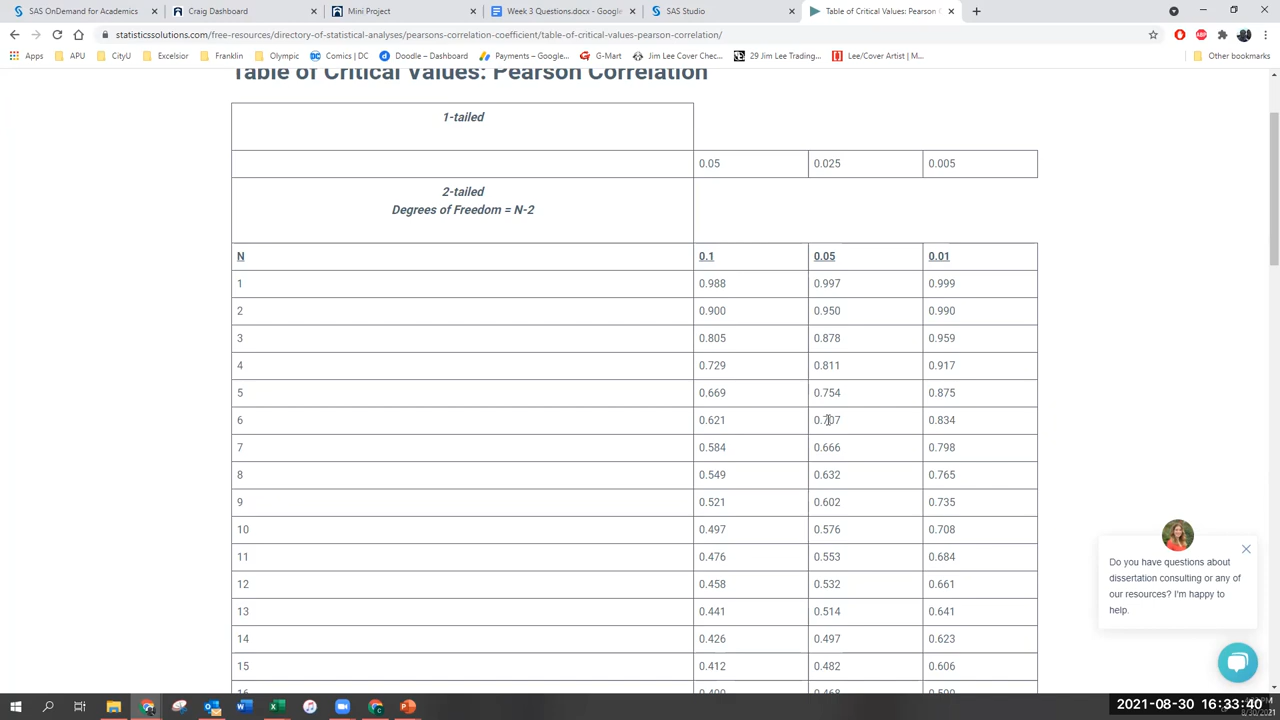 SAS OnDemand for Academics
Craig Dashboard
Mini Project
Week 3 Questions.docx - Google
SAS Studio
Table of Critical Values: Pearson C
statisticssolutions.com/free-resources/directory-of-statistical-analyses/pearsons-correlation-coefficient/table-of-critical-values-pearson-correlation/
Apps APU CityU Excelsior Franklin Olympic Comics | DC Doodle – Dashboard Payments – Google... G-Mart Jim Lee Cover Chec... 29 Jim Lee Trading... Lee/Cover Artist | M... Other bookmarks
Table of Critical Values: Pearson Correlation
1-tailed
0.05 0.025 0.005
2-tailed
Degrees of Freedom = N-2
N 0.1 0.05 0.01
1 0.988 0.997 0.999
2 0.900 0.950 0.990
3 0.805 0.878 0.959
4 0.729 0.811 0.917
5 0.669 0.754 0.875
6 0.621 0.707 0.834
7 0.584 0.666 0.798
8 0.549 0.632 0.765
9 0.521 0.602 0.735
10 0.497 0.576 0.708
11 0.476 0.553 0.684
12 0.458 0.532 0.661
13 0.441 0.514 0.641
14 0.426 0.497 0.623
15 0.412 0.482 0.606
16 0.400 0.468 0.590
Do you have questions about
dissertation consulting or any of
our resources? I'm happy to
help.
2021-08-30 16:33:40
8/30/2021